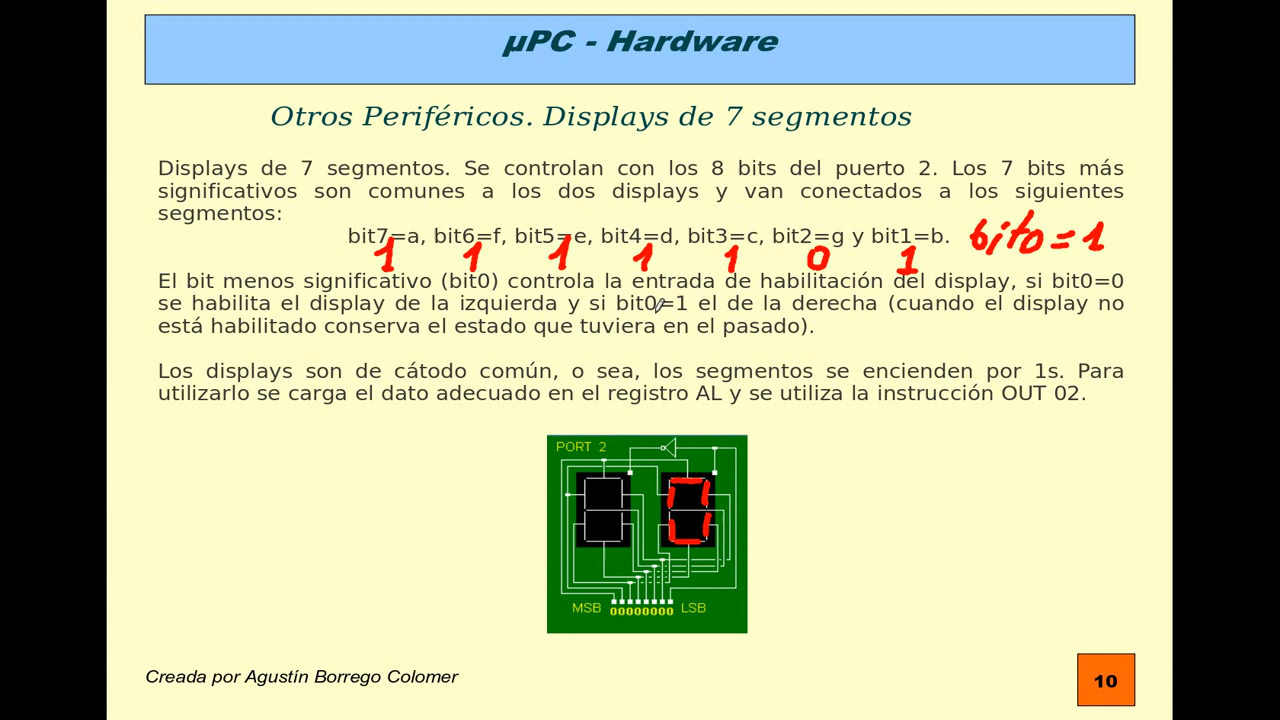 µPC - Hardware
Otros Periféricos. Displays de 7 segmentos
Displays de 7 segmentos. Se controlan con los 8 bits del puerto 2. Los 7 bits más
significativos son comunes a los dos displays y van conectados a los siguientes
segmentos:
bit7=a, bit6=f, bit5=e, bit4=d, bit3=c, bit2=g y bit1=b. bit0=1
1 1 1 1 1 0 1
El bit menos significativo (bit0) controla la entrada de habilitación del display, si bit0=0
se habilita el display de la izquierda y si bit0=1 el de la derecha (cuando el display no
está habilitado conserva el estado que tuviera en el pasado).
Los displays son de cátodo común, o sea, los segmentos se encienden por 1s. Para
utilizarlo se carga el dato adecuado en el registro AL y se utiliza la instrucción OUT 02.
PORT 2
MSB 00000000 LSB
Creada por Agustín Borrego Colomer
10